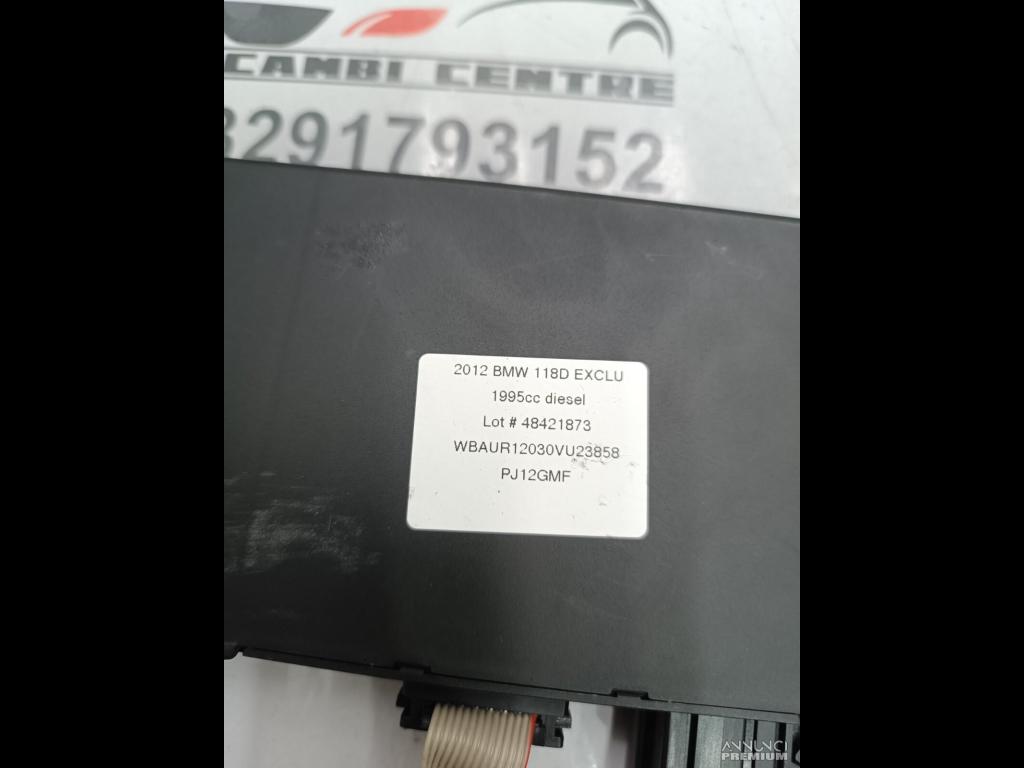 CAMBI CENTRE
3291793152
2012 BMW 118D EXCLU
1995cc diesel
Lot # 48421873
WBAUR12030VU23858
PJ12GMF
ANNUNCI
PREMIUM